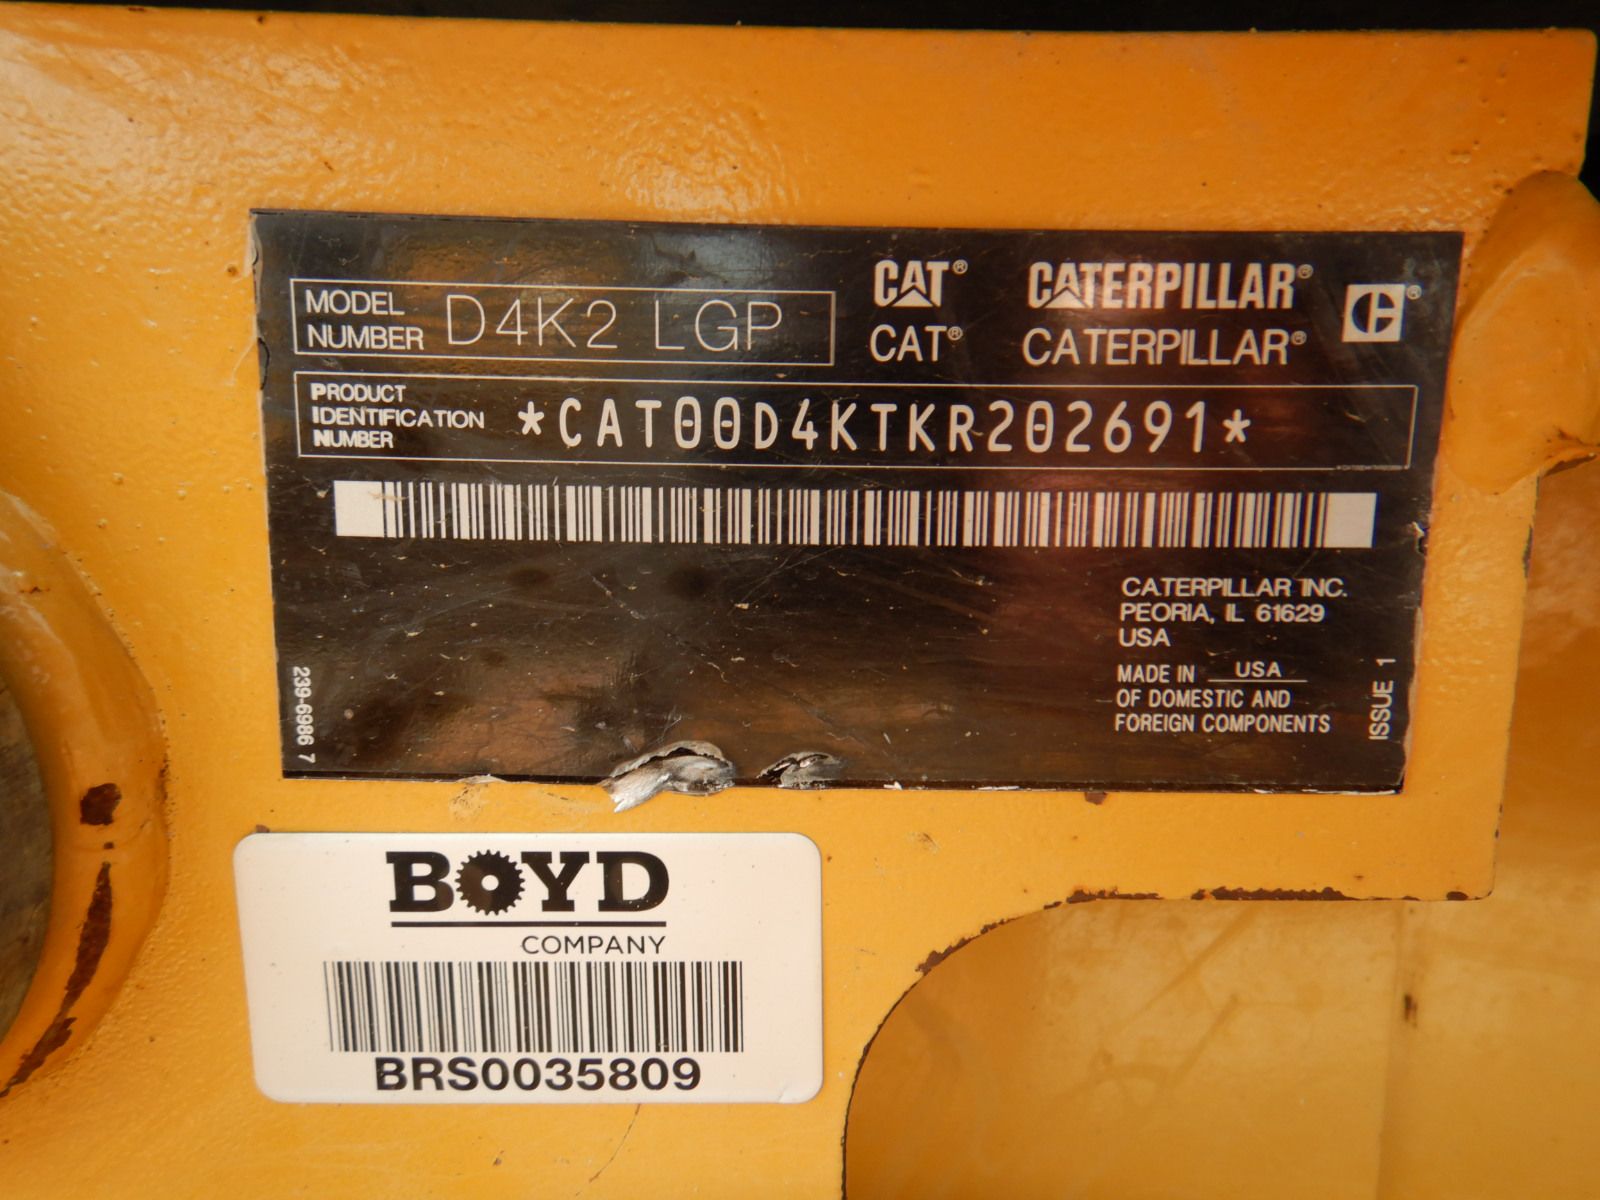 CAT® CATERPILLAR® CE®
MODEL NUMBER D4K2 LGP
CAT® CATERPILLAR®
PRODUCT IDENTIFICATION NUMBER *CAT00D4KTKR202691*
CATERPILLAR INC.
PEORIA, IL 61629
USA
MADE IN USA
OF DOMESTIC AND
FOREIGN COMPONENTS
ISSUE 1
239-6986 7
BOYD
COMPANY
BRS0035809